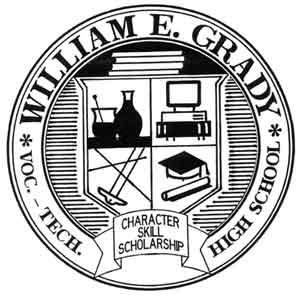 * WILLIAM E. GRADY *
VOC. - TECH. HIGH SCHOOL
CHARACTER
SKILL
SCHOLARSHIP